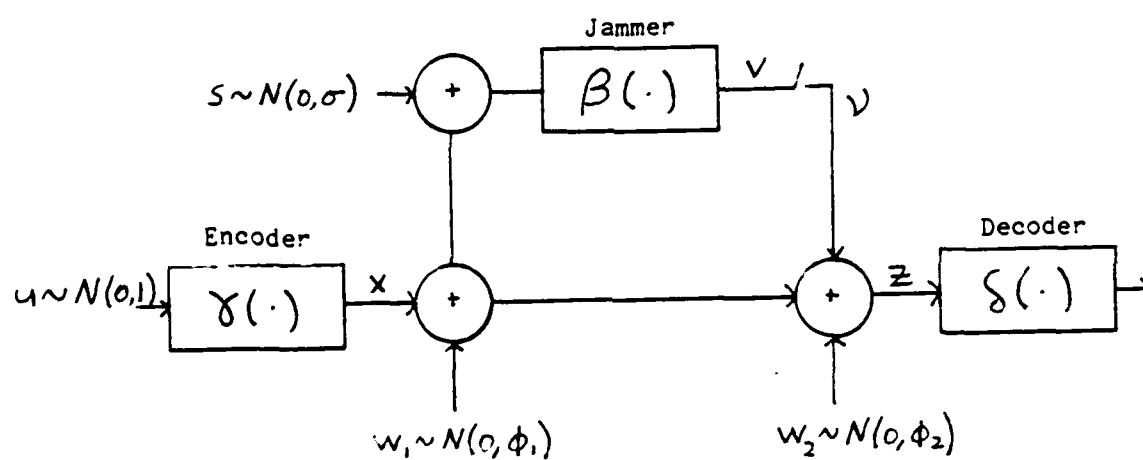 Jammer
s ~ N(0, σ)
+
β(·)
V
ν
Encoder
Decoder
u ~ N(0,1)
γ(·)
x
+
+
z
δ(·)
w₁ ~ N(0, ϕ₁)
w₂ ~ N(0, ϕ₂)